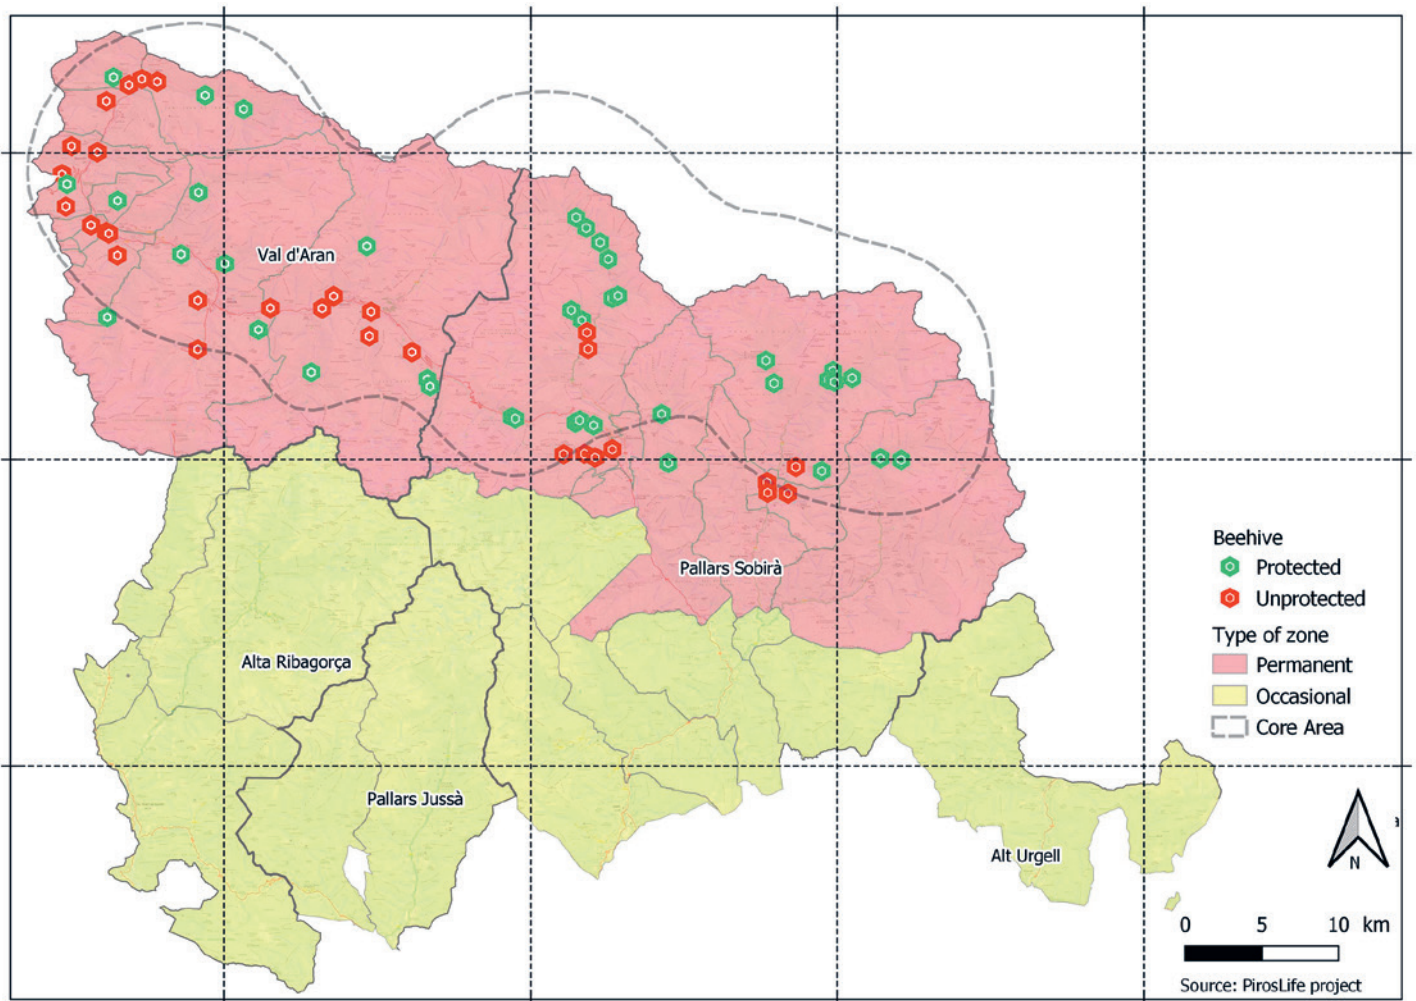 Val d'Aran
Pallars Sobirà
Alta Ribagorça
Pallars Jussà
Alt Urgell
Beehive
Protected
Unprotected
Type of zone
Permanent
Occasional
Core Area
N
0 5 10 km
Source: PirosLife project